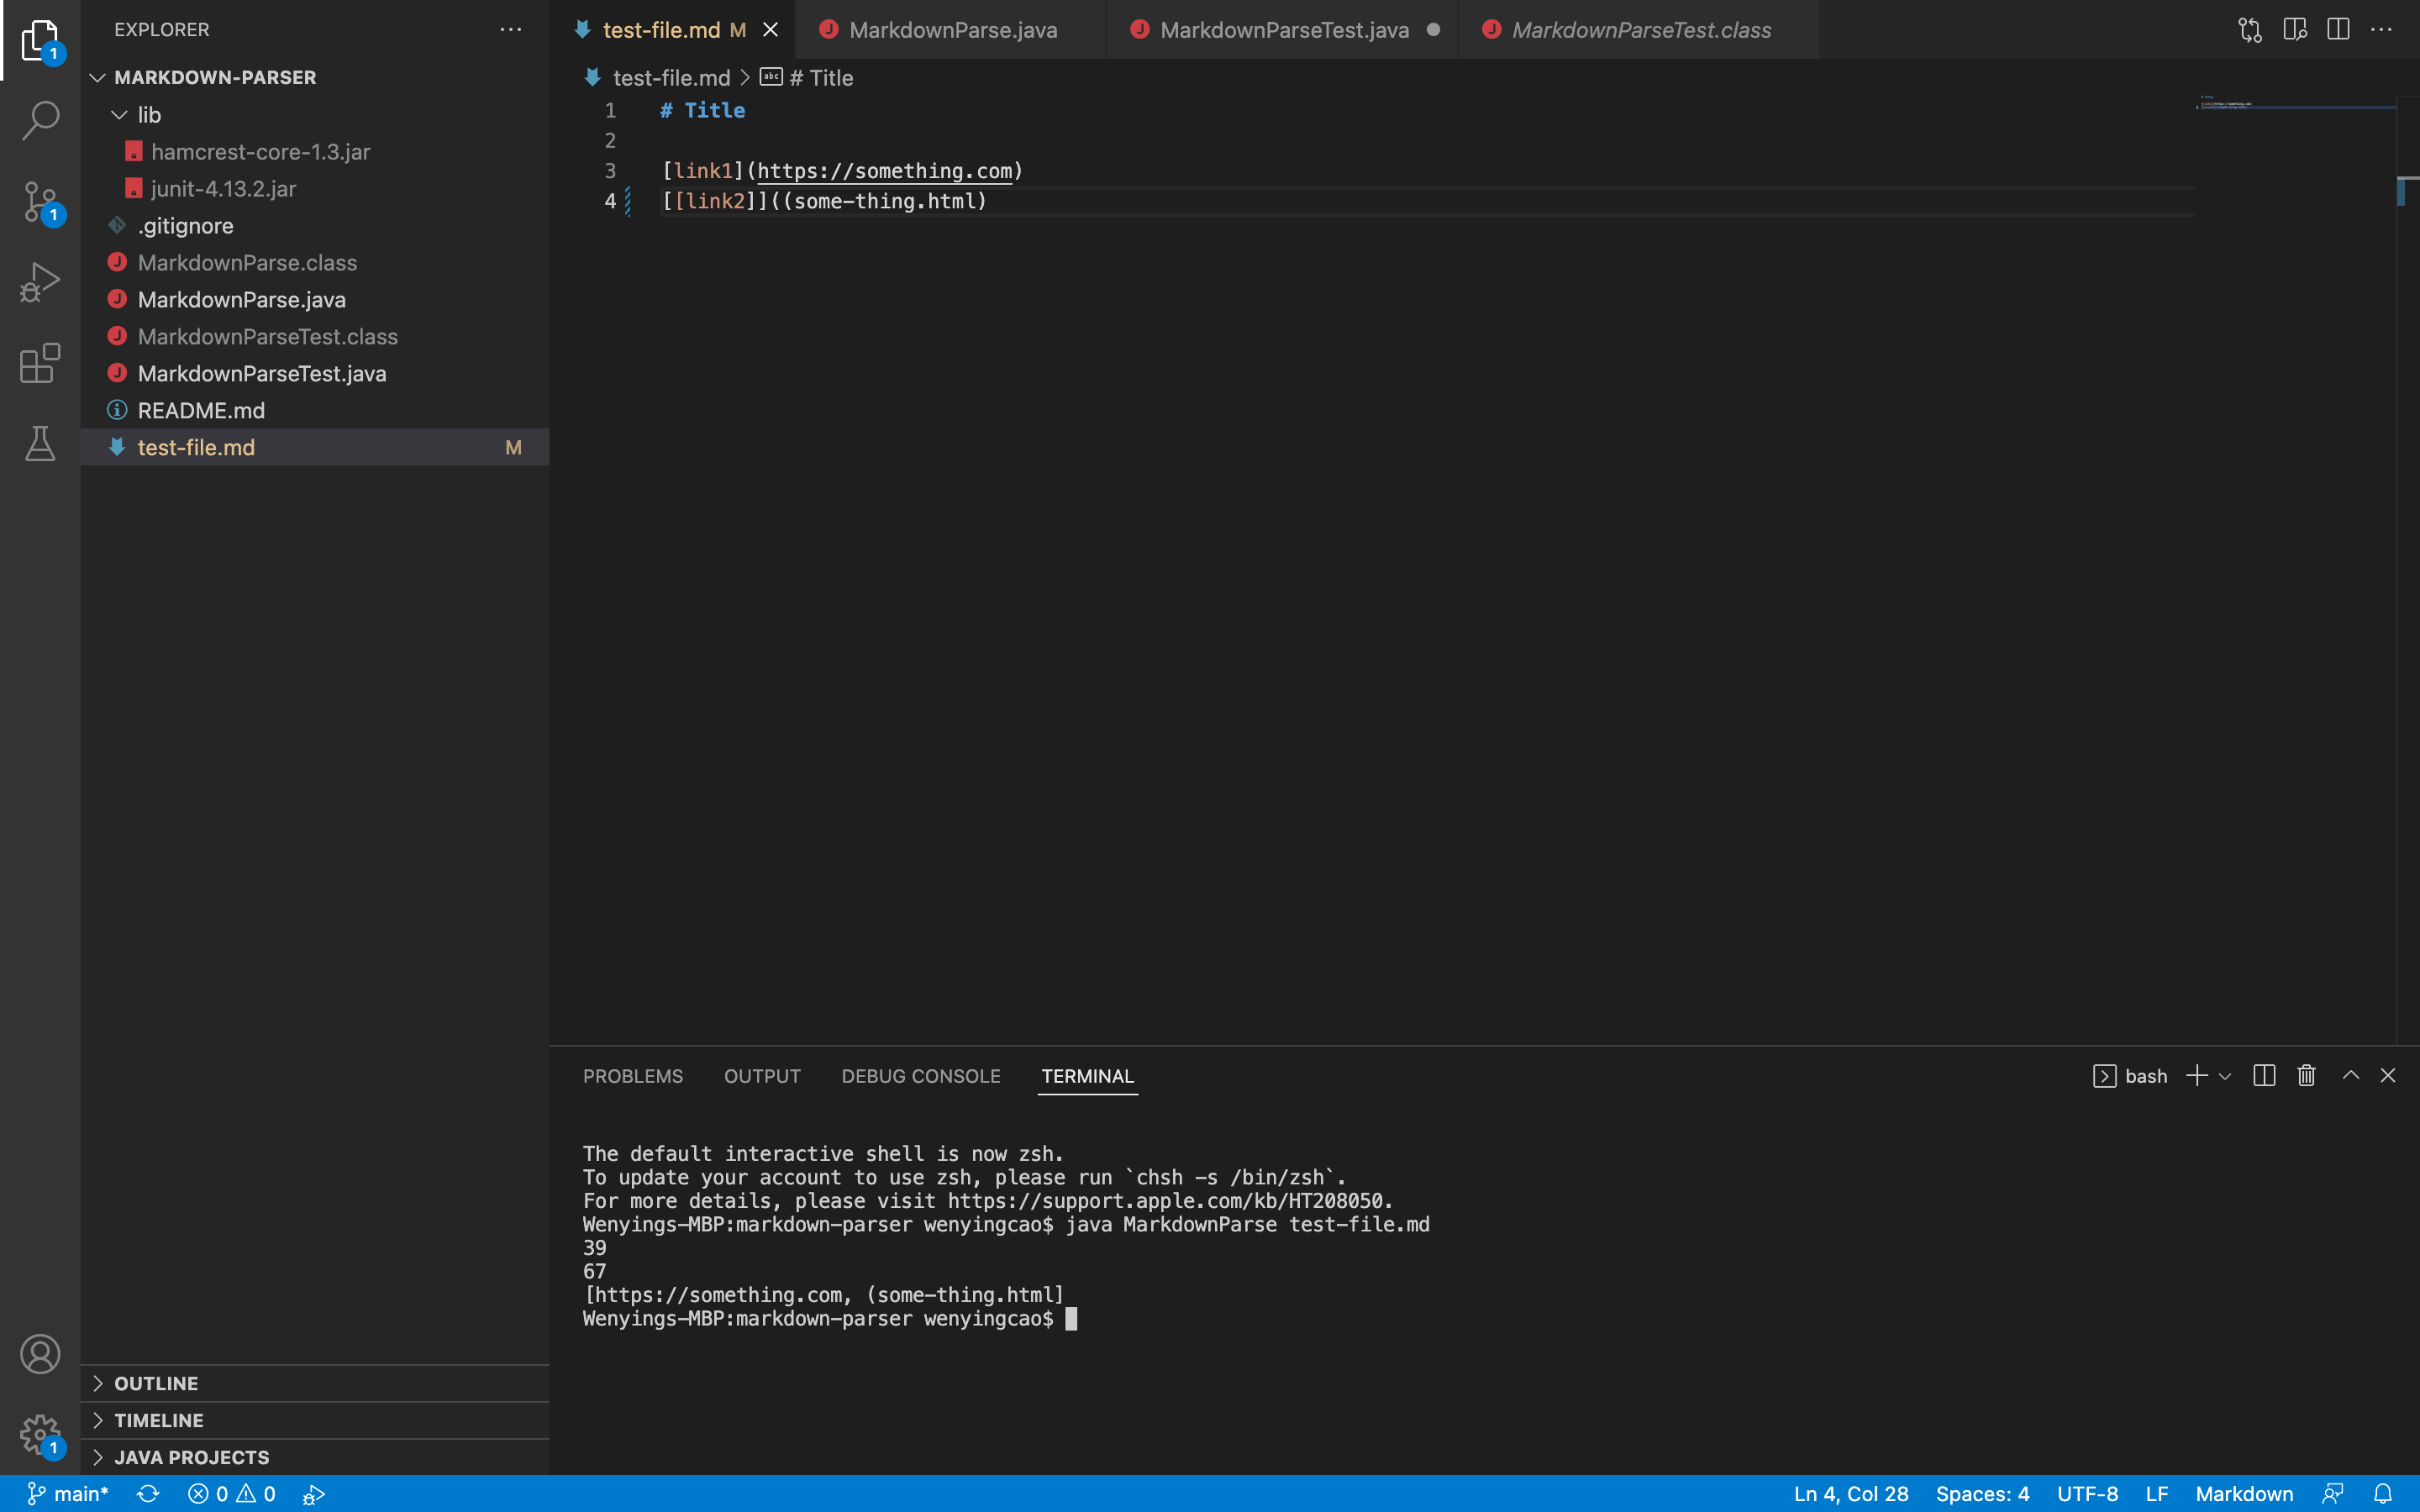 EXPLORER
MARKDOWN-PARSER
lib
hamcrest-core-1.3.jar
junit-4.13.2.jar
.gitignore
MarkdownParse.class
MarkdownParse.java
MarkdownParseTest.class
MarkdownParseTest.java
README.md
test-file.md M
OUTLINE
TIMELINE
JAVA PROJECTS
1
1
1
test-file.md M
MarkdownParse.java
MarkdownParseTest.java
MarkdownParseTest.class
test-file.md > abc # Title
1 # Title
2
3 [link1](https://something.com)
4 [[link2]]((some-thing.html)
PROBLEMS OUTPUT DEBUG CONSOLE TERMINAL
bash
The default interactive shell is now zsh.
To update your account to use zsh, please run `chsh -s /bin/zsh`.
For more details, please visit https://support.apple.com/kb/HT208050.
Wenyings-MBP:markdown-parser wenyingcao$ java MarkdownParse test-file.md
39
67
[https://something.com, (some-thing.html]
Wenyings-MBP:markdown-parser wenyingcao$
main* 0 0
Ln 4, Col 28 Spaces: 4 UTF-8 LF Markdown